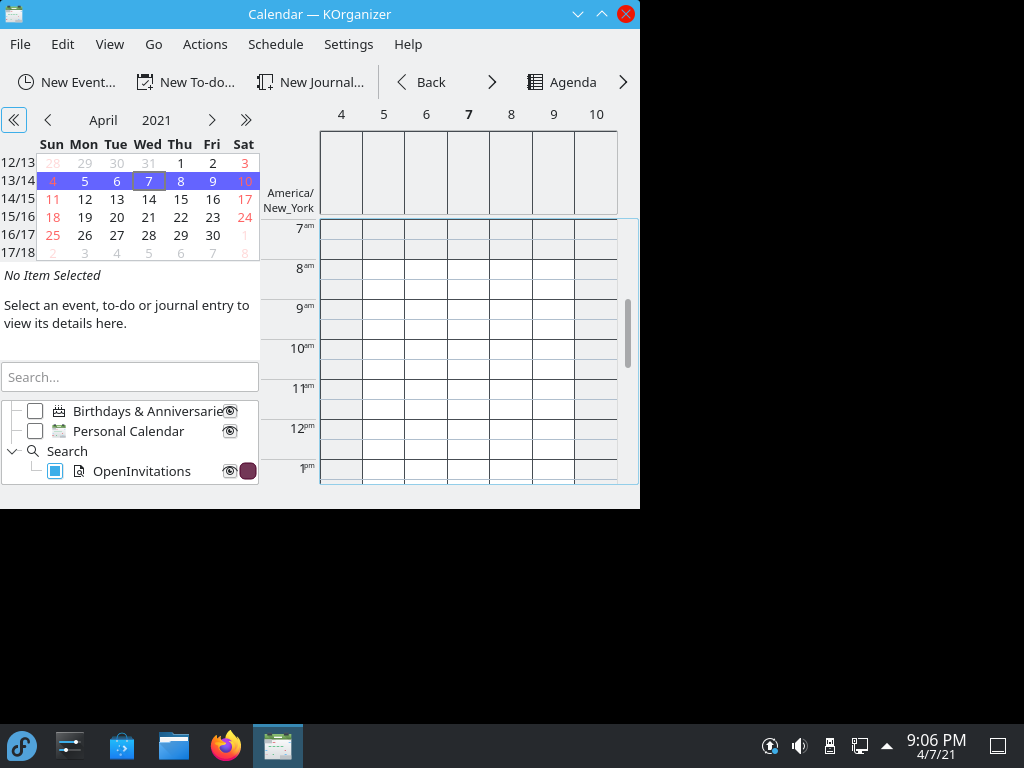 Calendar — KOrganizer
File Edit View Go Actions Schedule Settings Help
New Event... New To-do... New Journal... Back Agenda
April 2021
Sun Mon Tue Wed Thu Fri Sat
12/13 28 29 30 31 1 2 3
13/14 4 5 6 7 8 9 10
14/15 11 12 13 14 15 16 17
15/16 18 19 20 21 22 23 24
16/17 25 26 27 28 29 30 1
17/18 2 3 4 5 6 7 8
No Item Selected
Select an event, to-do or journal entry to
view its details here.
Search...
Birthdays & Anniversarie
Personal Calendar
Search
OpenInvitations
4 5 6 7 8 9 10
America/
New_York
7am
8am
9am
10am
11am
12pm
1pm
9:06 PM
4/7/21